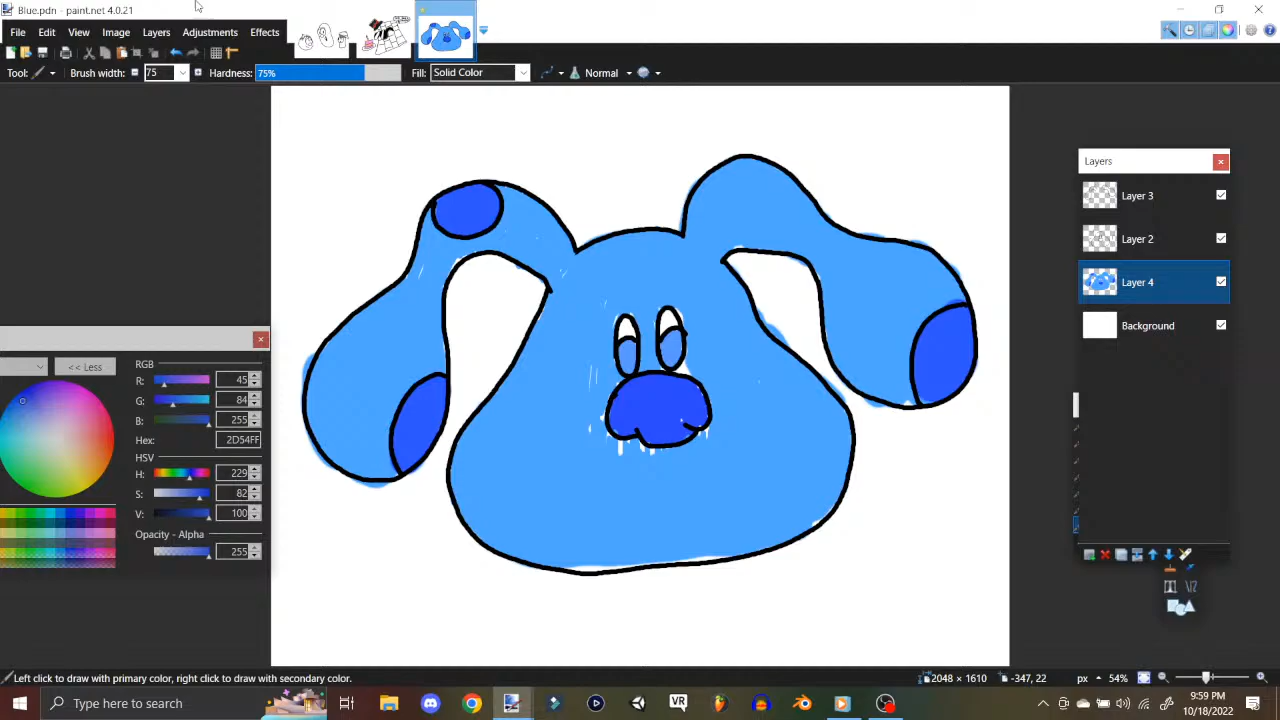 Blue.pdn - paint.net 4.0.21
File Edit View Image Layers Adjustments Effects
Tool: Brush width: 75 Hardness: 75% Fill: Solid Color Normal
Layers
Layer 3
Layer 2
Layer 4
Background
<< Less
RGB
R: 45
G: 84
B: 255
Hex: 2D54FF
HSV
H: 229
S: 82
V: 100
Opacity - Alpha
255
Left click to draw with primary color, right click to draw with secondary color.
2048 × 1610 -347, 22 px 54%
Type here to search
VR
9:59 PM
10/18/2022